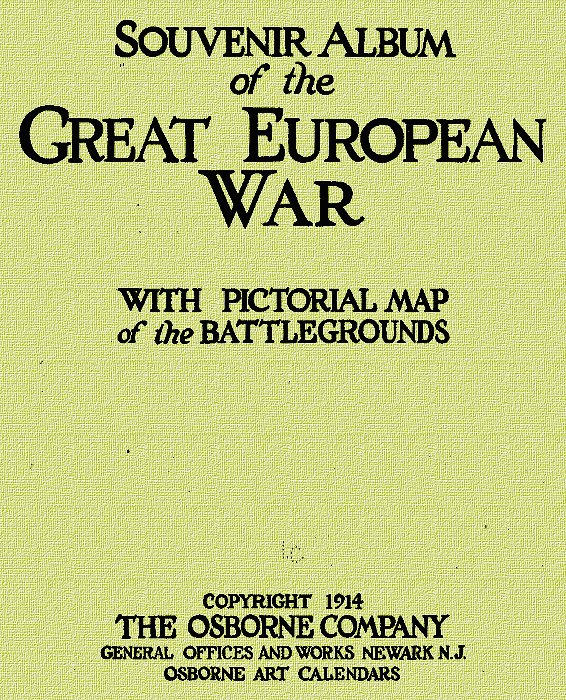 SOUVENIR ALBUM
of the
GREAT EUROPEAN
WAR
WITH PICTORIAL MAP
of the BATTLEGROUNDS
COPYRIGHT 1914
THE OSBORNE COMPANY
GENERAL OFFICES AND WORKS NEWARK N.J.
OSBORNE ART CALENDARS